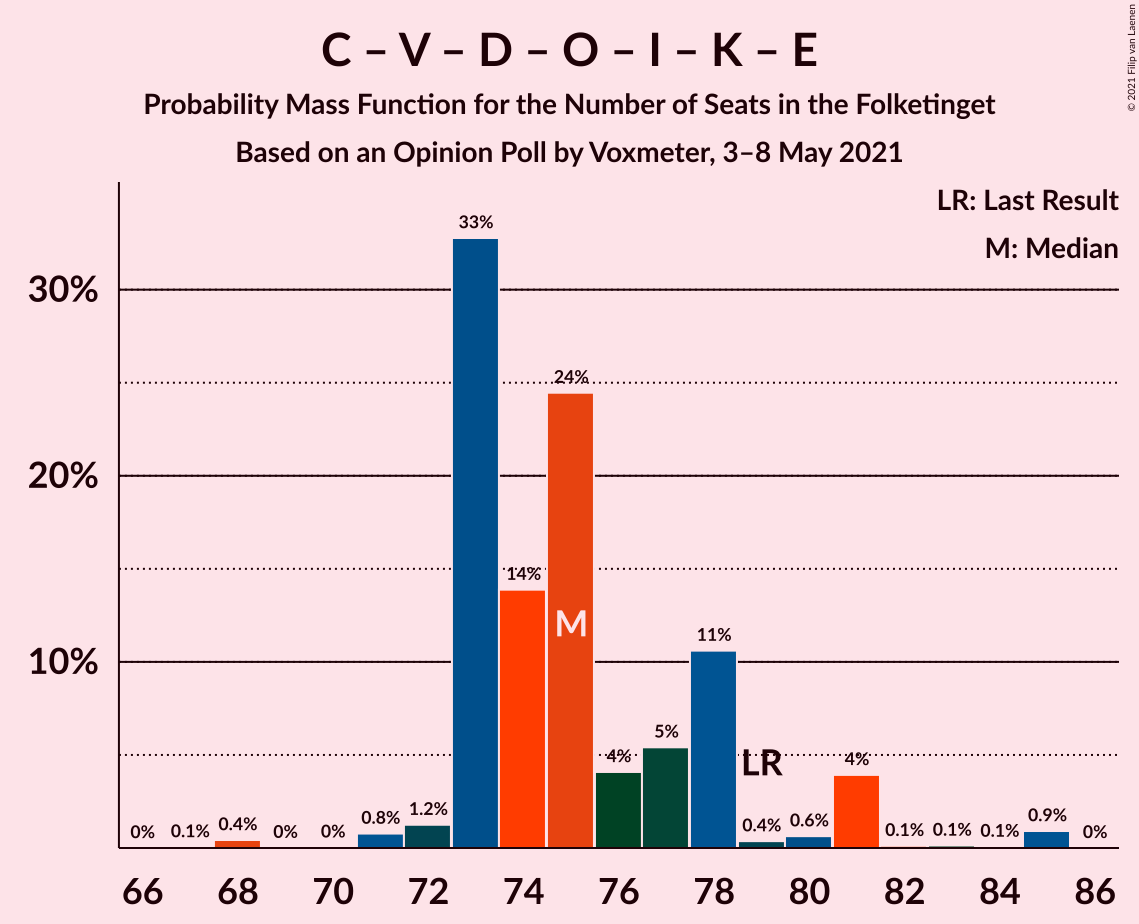 C – V – D – O – I – K – E
Probability Mass Function for the Number of Seats in the Folketinget
Based on an Opinion Poll by Voxmeter, 3–8 May 2021
© 2021 Filip van Laenen
LR: Last Result
M: Median
30%
20%
10%
0%
0.1%
0.4%
0%
0%
0.8%
1.2%
33%
14%
24%
4%
5%
11%
0.4%
0.6%
4%
0.1%
0.1%
0.1%
0.9%
0%
M
LR
66 68 70 72 74 76 78 80 82 84 86